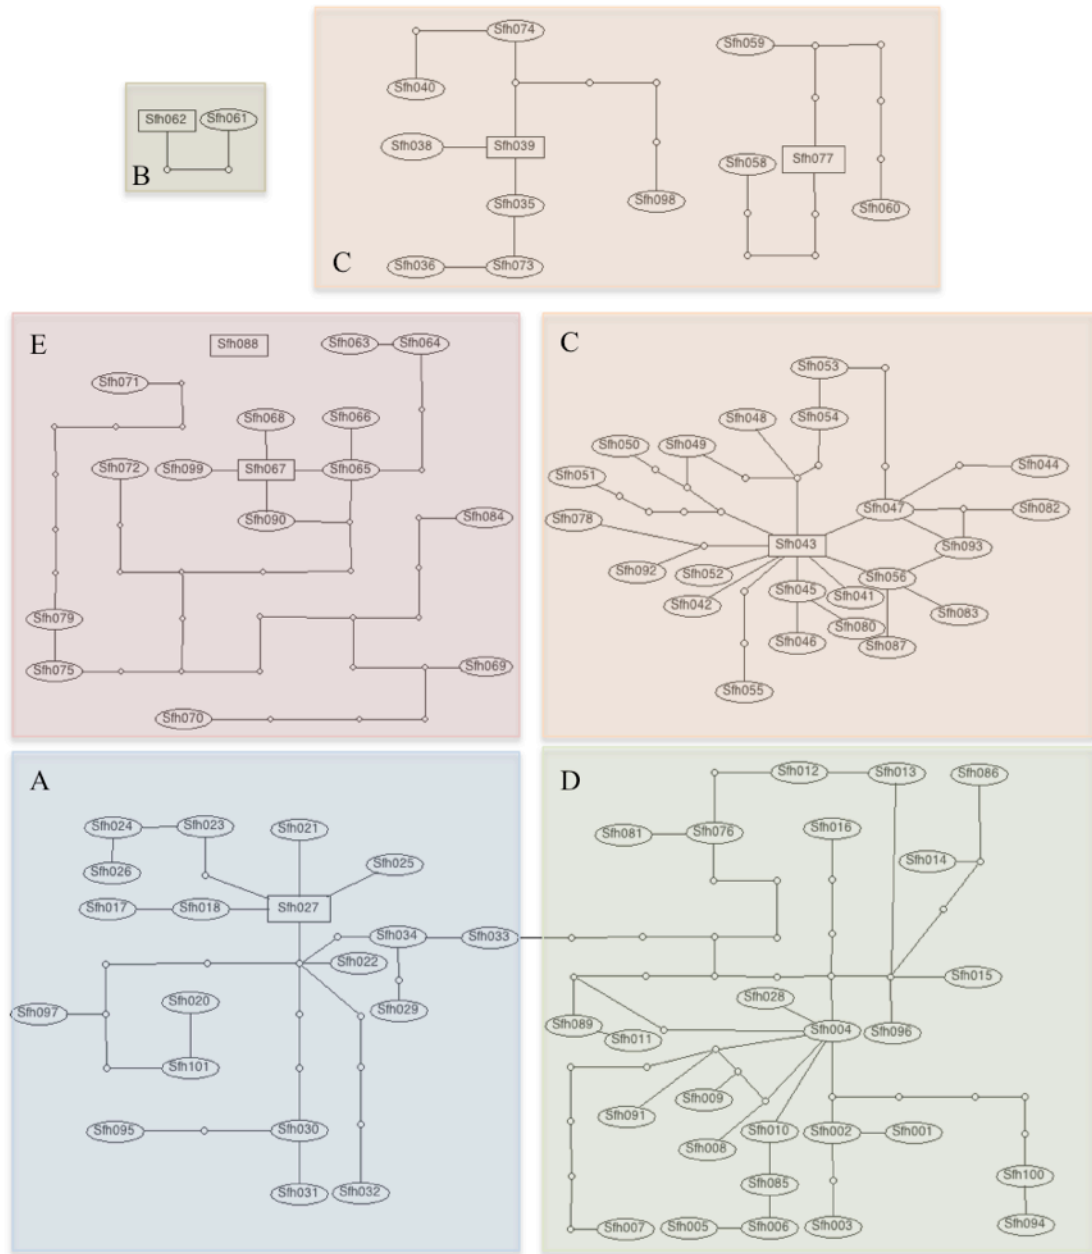 Sfh074
Sfh059
Sfh040
Sfh062 Sfh061
Sfh038 Sfh039
Sfh058 Sfh077
B
Sfh035 Sfh098 Sfh060
C
Sfh036 Sfh073
E
Sfh088 Sfh063 Sfh064
Sfh071
Sfh068 Sfh066
Sfh072 Sfh099 Sfh067 Sfh065
Sfh090 Sfh084
Sfh079
Sfh075 Sfh069
Sfh070
C
Sfh053
Sfh048 Sfh054
Sfh050 Sfh049
Sfh051 Sfh044
Sfh047 Sfh082
Sfh078
Sfh043 Sfh093
Sfh092 Sfh052 Sfh056
Sfh045 Sfh041
Sfh042 Sfh083
Sfh080
Sfh046 Sfh087
Sfh055
A
Sfh024 Sfh023 Sfh021
Sfh026 Sfh025
Sfh017 Sfh018 Sfh027
Sfh034 Sfh033
Sfh022
Sfh020 Sfh029
Sfh097
Sfh101
Sfh095 Sfh030
Sfh031 Sfh032
D
Sfh012 Sfh013 Sfh086
Sfh081 Sfh076 Sfh016
Sfh014
Sfh015
Sfh028
Sfh089 Sfh004 Sfh096
Sfh011
Sfh009
Sfh091
Sfh010 Sfh002 Sfh001
Sfh008
Sfh085 Sfh100
Sfh007 Sfh005 Sfh006 Sfh003 Sfh094